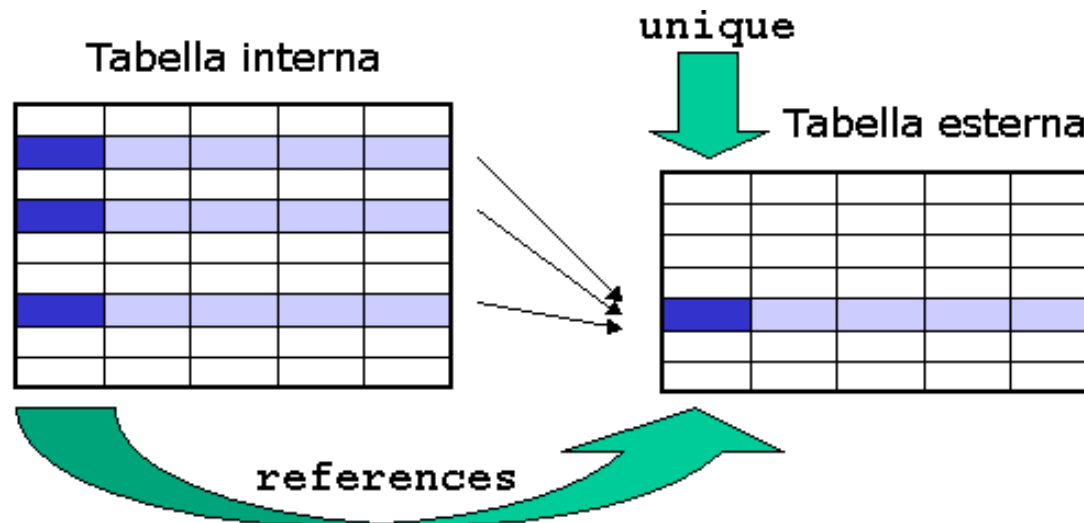 unique
Tabella interna
Tabella esterna
references